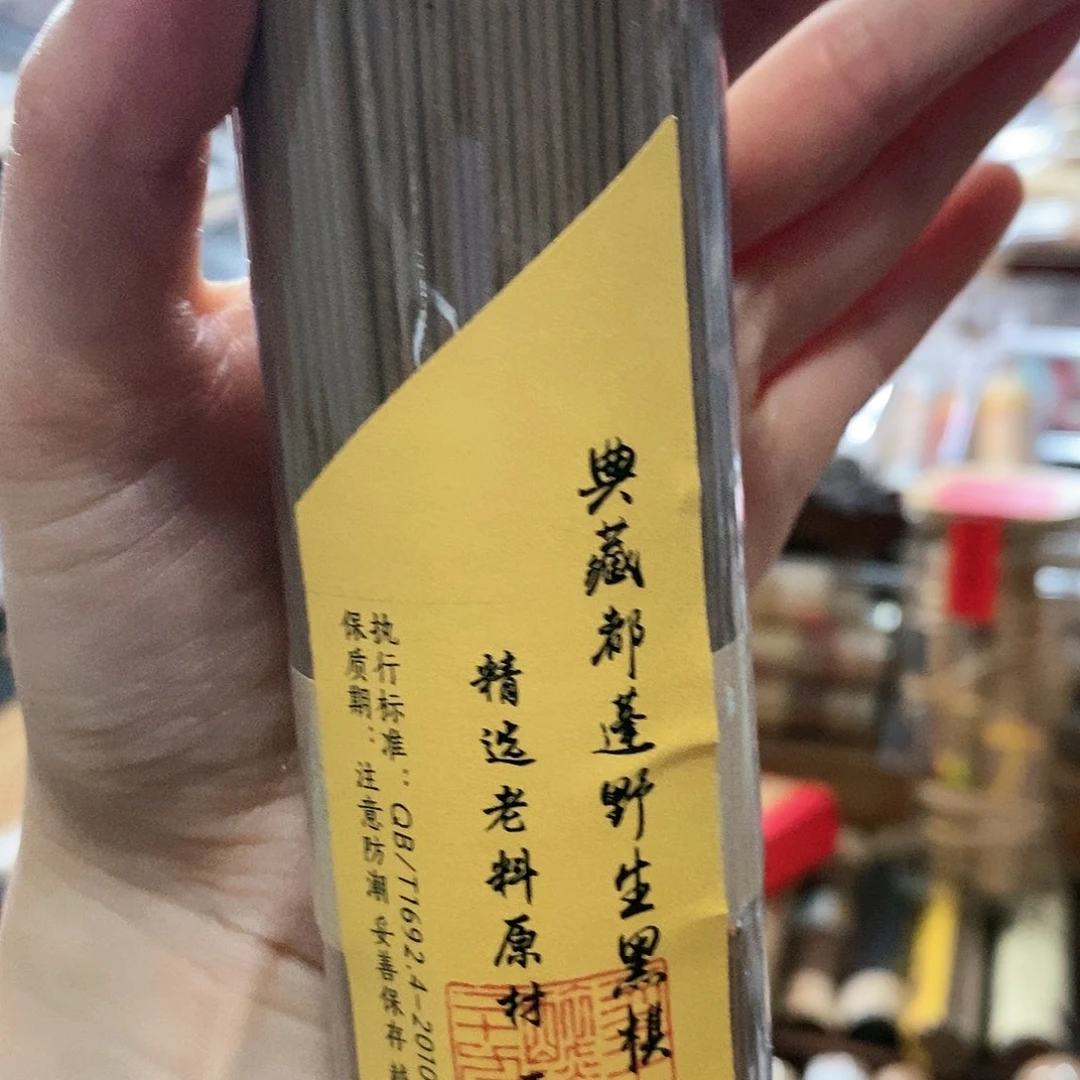 典藏都蓬野生黑棋
精选老料原材
执行标准：QB/T1692.4-2010
保质期：注意防潮 妥善保存